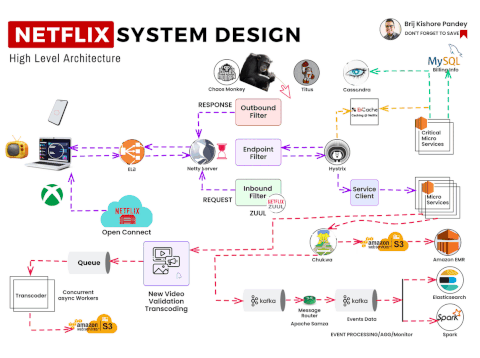 NETFLIX SYSTEM DESIGN
High Level Architecture
Brij Kishore Pandey
DON'T FORGET TO SAVE
Chaos Monkey
Titus
Cassandra
MySQL
Billing Info
RESPONSE
Outbound
Filter
EVCache
Caching @ Netflix
Critical
Micro
Services
Endpoint
Filter
ELB
Netty Server
Hystrix
REQUEST
Inbound
Filter
NETFLIX
ZUUL
ZUUL
Service
Client
Micro
Services
NETFLIX
Open Connect
Chukwa
amazon
webservices
S3
Amazon EMR
Queue
Transcoder
Concurrent
async Workers
New Video
Validation
Transcoding
amazon
webservices
S3
kafka
Message
Router
Apache Samza
kafka
Events Data
EVENT PROCESSING/AGG/Monitor
Elasticsearch
Spark
Spark